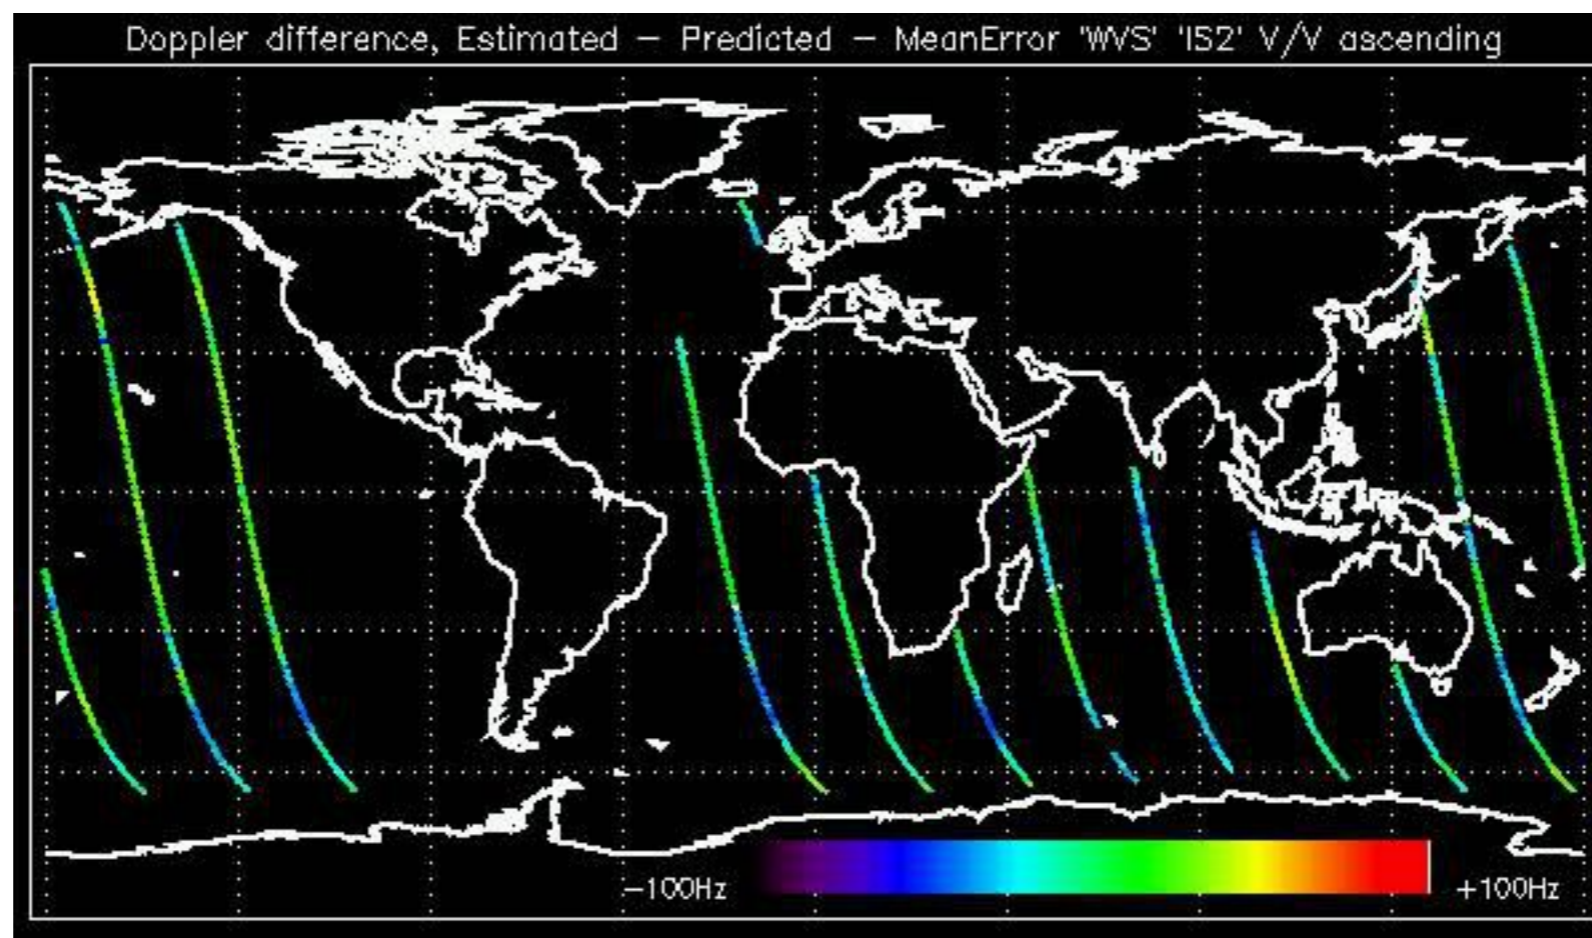 Doppler difference, Estimated – Predicted – MeanError 'WVS' 'IS2' V/V ascending
–100Hz +100Hz